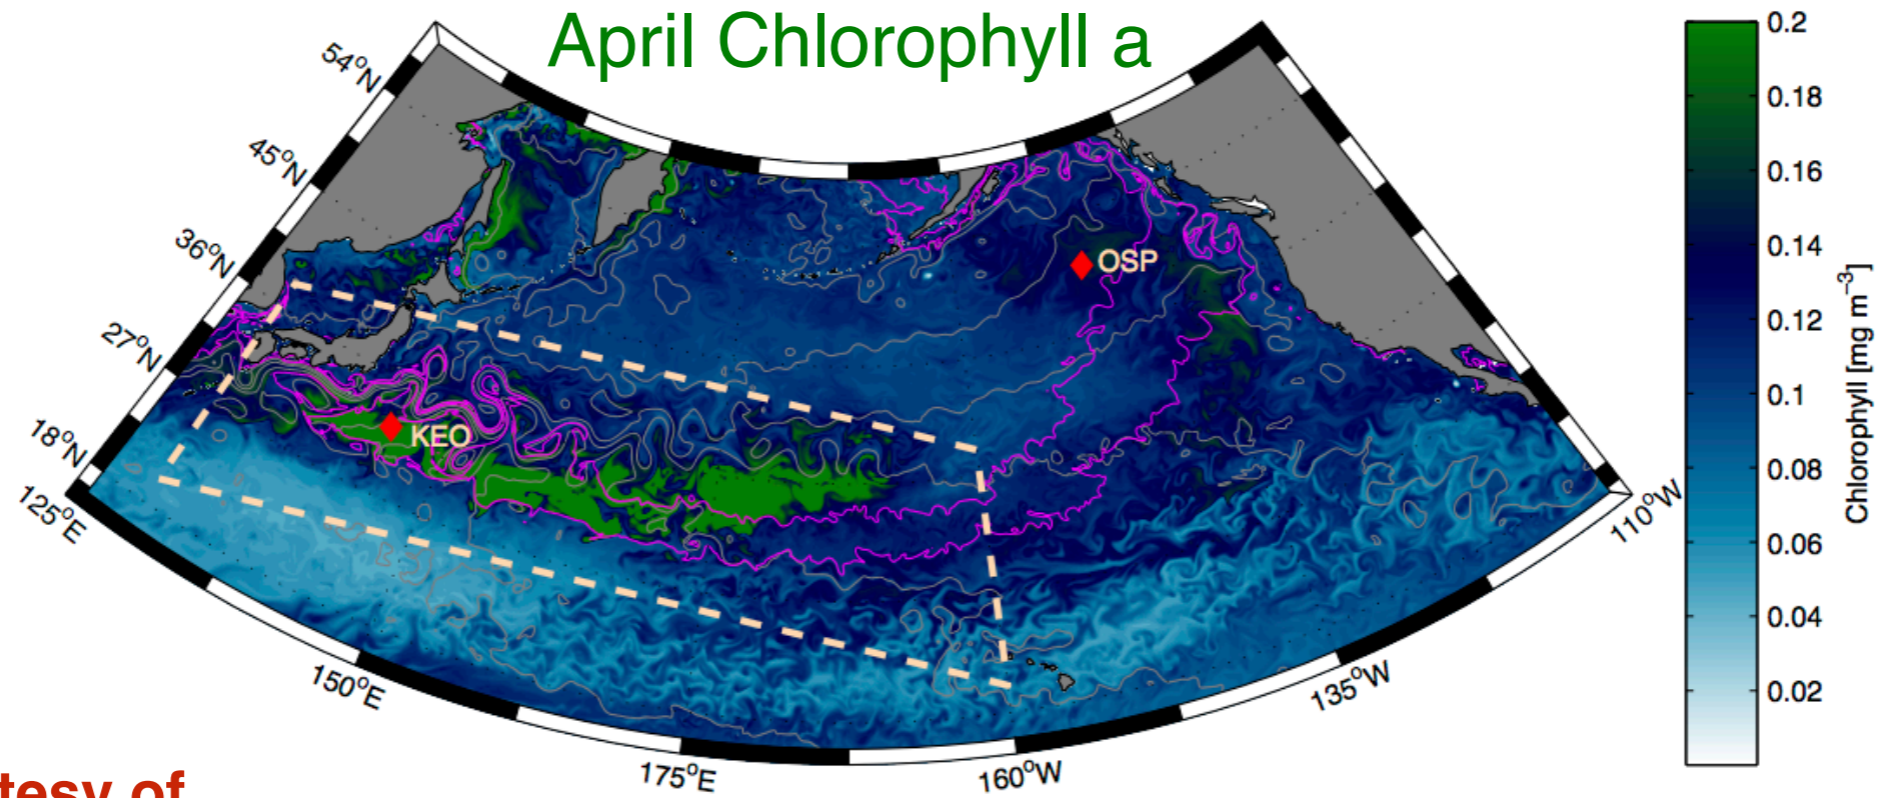 April Chlorophyll a
54°N
45°N
36°N
27°N
18°N
125°E
150°E
175°E
160°W
135°W
110°W
OSP
KEO
0.2
0.18
0.16
0.14
0.12
0.1
0.08
0.06
0.04
0.02
Chlorophyll [mg m⁻³]
tesy of